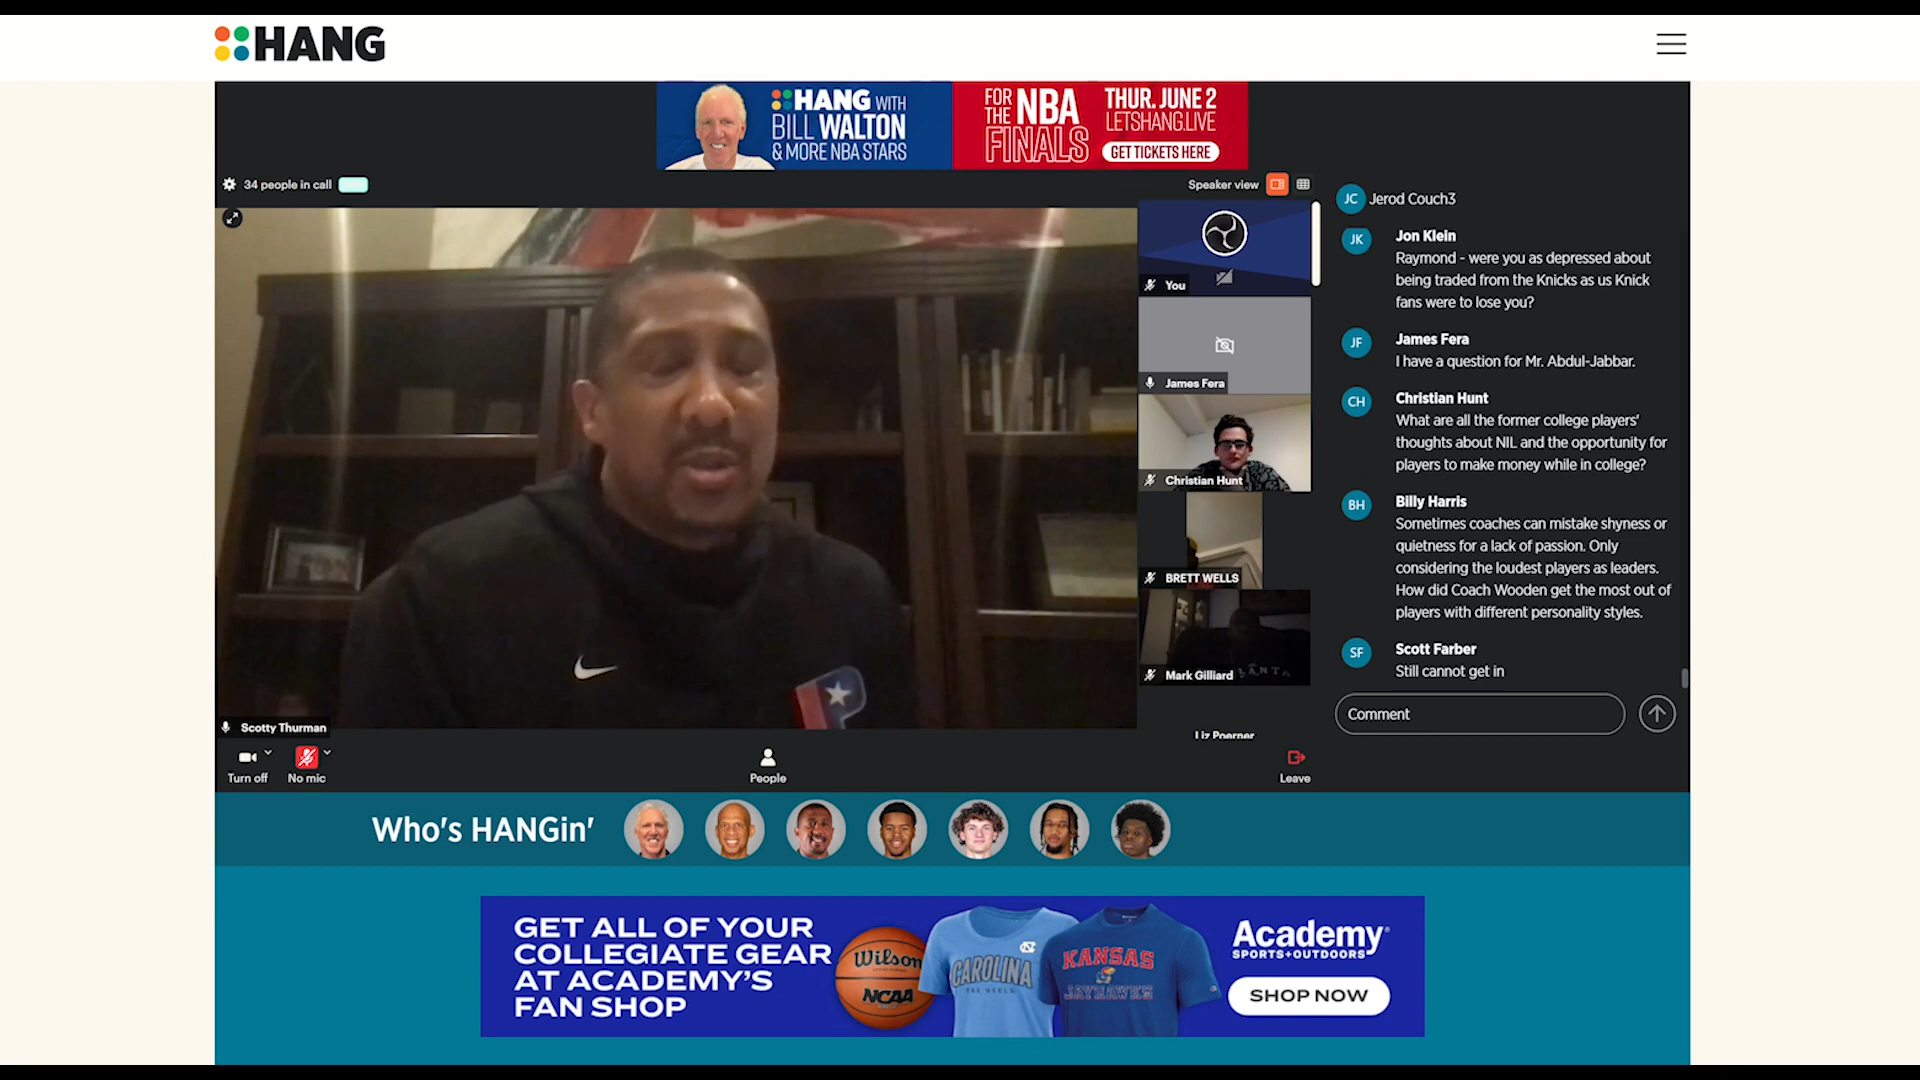 HANG
HANG WITH
BILL WALTON
& MORE NBA STARS
FOR THE NBA FINALS
THUR. JUNE 2
LETSHANG.LIVE
GET TICKETS HERE
34 people in call
Speaker view
You
James Fera
Christian Hunt
BRETT WELLS
Mark Gilliard
Liz Poerner
Scotty Thurman
Turn off
No mic
People
Leave
JC Jerod Couch3
JK Jon Klein
Raymond - were you as depressed about
being traded from the Knicks as us Knick
fans were to lose you?
JF James Fera
I have a question for Mr. Abdul-Jabbar.
CH Christian Hunt
What are all the former college players'
thoughts about NIL and the opportunity for
players to make money while in college?
BH Billy Harris
Sometimes coaches can mistake shyness or
quietness for a lack of passion. Only
considering the loudest players as leaders.
How did Coach Wooden get the most out of
players with different personality styles.
SF Scott Farber
Still cannot get in
Comment
Who's HANGin'
GET ALL OF YOUR
COLLEGIATE GEAR
AT ACADEMY'S
FAN SHOP
Wilson
NCAA
CAROLINA
TAR HEELS
KANSAS
JAYHAWKS
Academy
SPORTS+OUTDOORS
SHOP NOW